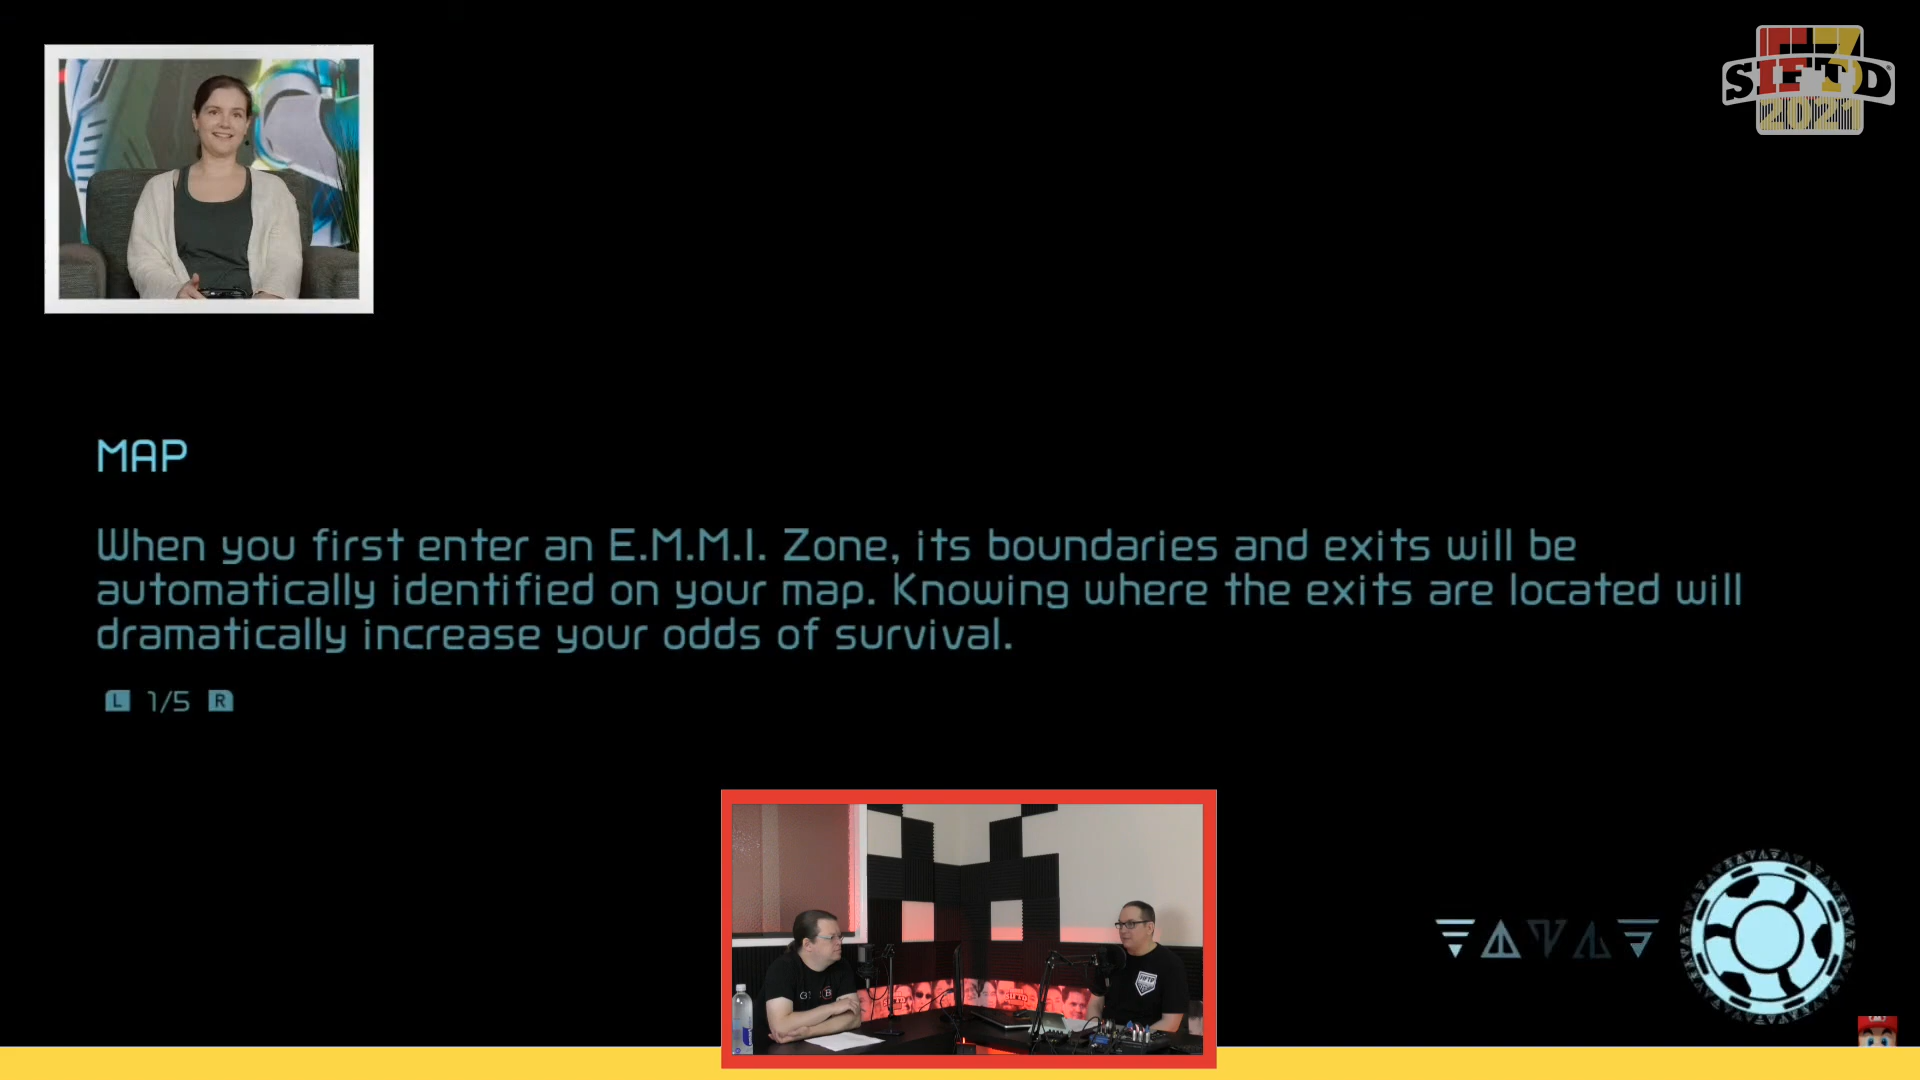 SIFTD
2021
MAP
When you first enter an E.M.M.I. Zone, its boundaries and exits will be
automatically identified on your map. Knowing where the exits are located will
dramatically increase your odds of survival.
L 1/5 R